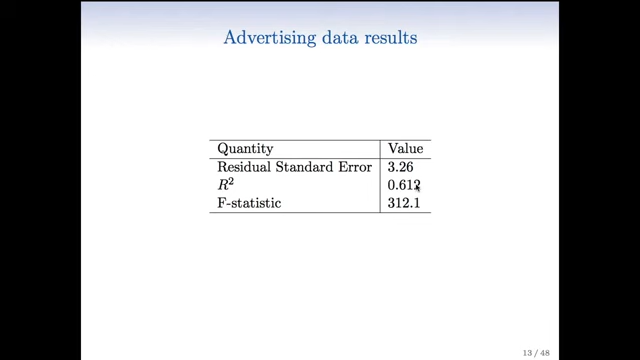 Advertising data results
Quantity Value
Residual Standard Error 3.26
R² 0.612
F-statistic 312.1
13 / 48